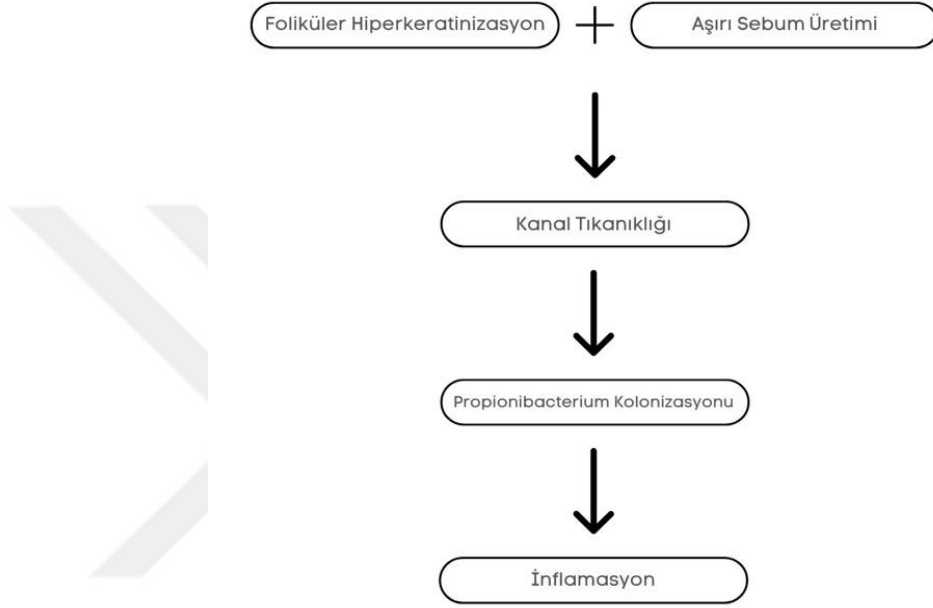 Foliküler Hiperkeratinizasyon + Aşırı Sebum Üretimi
Kanal Tıkanıklığı
Propionibacterium Kolonizasyonu
İnflamasyon